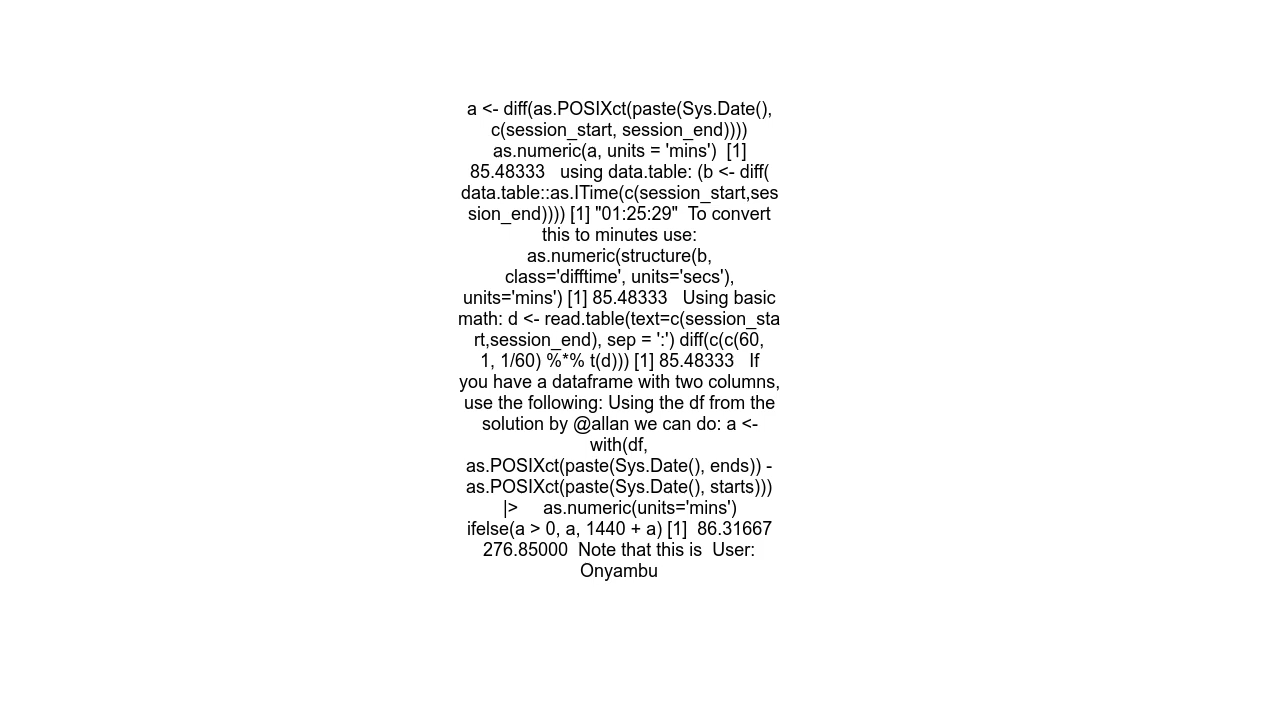 a <- diff(as.POSIXct(paste(Sys.Date(),
c(session_start, session_end))))
as.numeric(a, units = 'mins')  [1]
85.48333   using data.table: (b <- diff(
data.table::as.ITime(c(session_start,ses
sion_end)))) [1] "01:25:29"  To convert
this to minutes use:
as.numeric(structure(b,
class='difftime', units='secs'),
units='mins') [1] 85.48333   Using basic
math: d <- read.table(text=c(session_sta
rt,session_end), sep = ':') diff(c(c(60,
1, 1/60) %*% t(d))) [1] 85.48333   If
you have a dataframe with two columns,
use the following: Using the df from the
solution by @allan we can do: a <-
with(df,
as.POSIXct(paste(Sys.Date(), ends)) -
as.POSIXct(paste(Sys.Date(), starts)))
|>     as.numeric(units='mins')
ifelse(a > 0, a, 1440 + a) [1]  86.31667
276.85000  Note that this is  User:
Onyambu